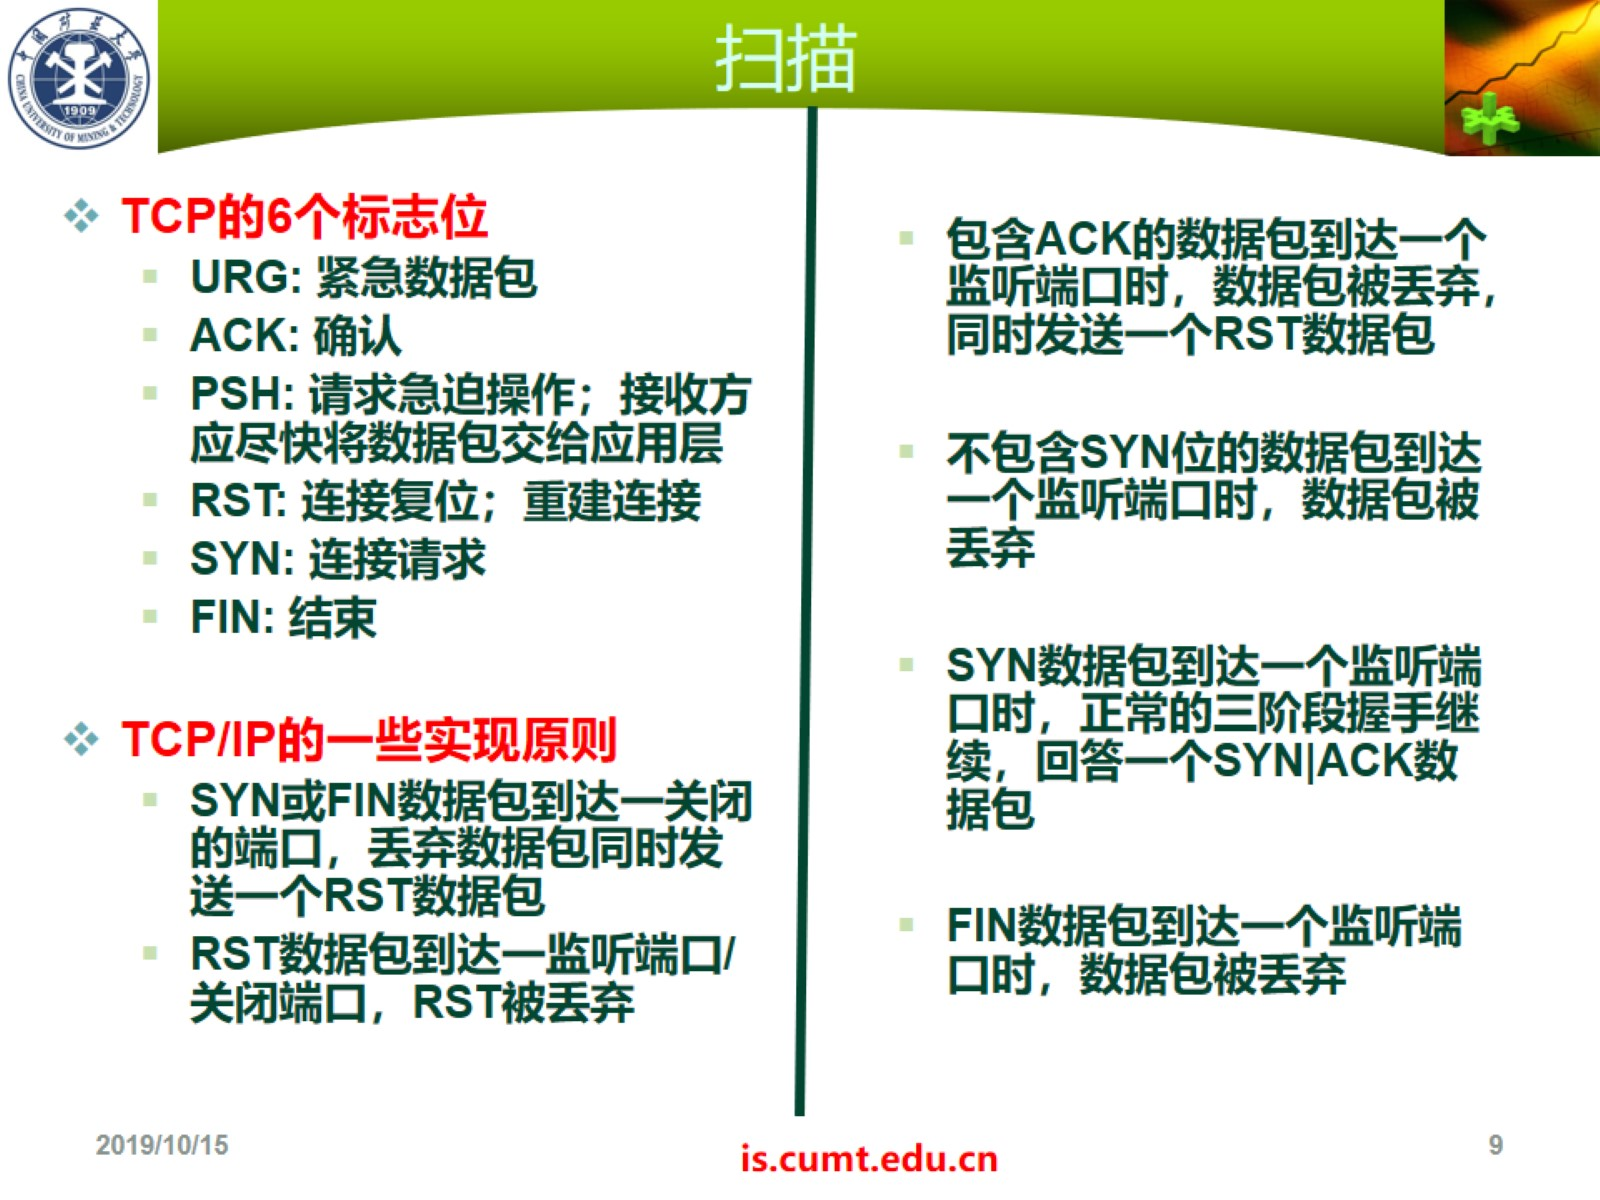 扫描
中国矿业大学
CHINA UNIVERSITY OF MINING & TECHNOLOGY
1909
TCP的6个标志位
URG: 紧急数据包
ACK: 确认
PSH: 请求急迫操作；接收方
应尽快将数据包交给应用层
RST: 连接复位；重建连接
SYN: 连接请求
FIN: 结束
TCP/IP的一些实现原则
SYN或FIN数据包到达一关闭
的端口，丢弃数据包同时发
送一个RST数据包
RST数据包到达一监听端口/
关闭端口，RST被丢弃
包含ACK的数据包到达一个
监听端口时，数据包被丢弃，
同时发送一个RST数据包
不包含SYN位的数据包到达
一个监听端口时，数据包被
丢弃
SYN数据包到达一个监听端
口时，正常的三阶段握手继
续，回答一个SYN|ACK数
据包
FIN数据包到达一个监听端
口时，数据包被丢弃
2019/10/15
is.cumt.edu.cn
9